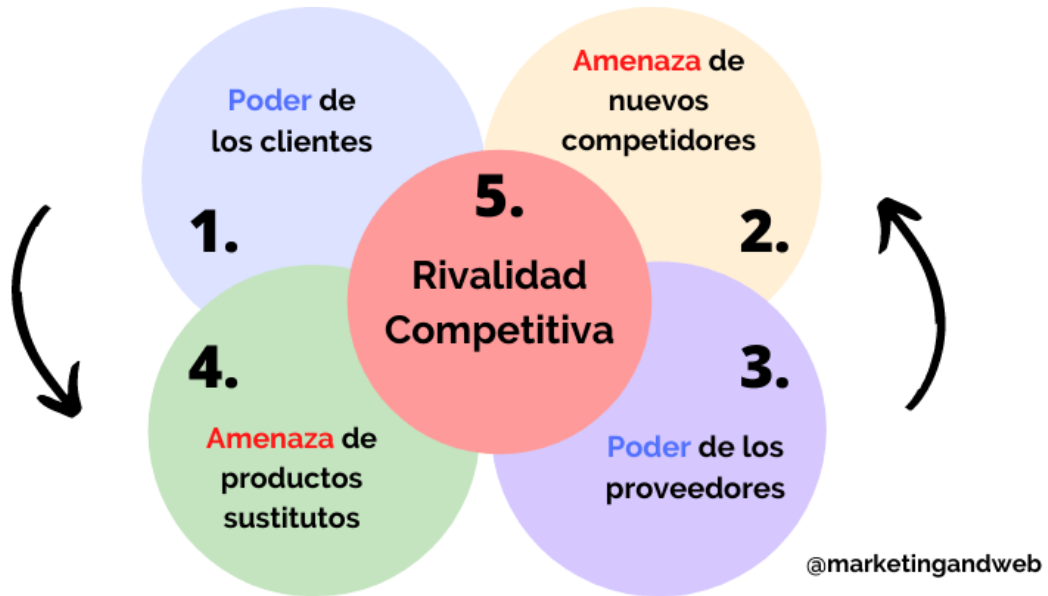 Poder de
los clientes
1.
Amenaza de
nuevos
competidores
2.
5.
Rivalidad
Competitiva
4.
Amenaza de
productos
sustitutos
3.
Poder de los
proveedores
@marketingandweb